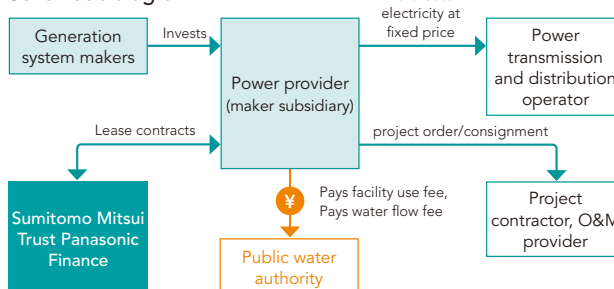 electricity at
fixed price
Generation
system makers
Invests
Power provider
(maker subsidiary)
Power
transmission
and distribution
operator
Lease contracts
project order/consignment
Sumitomo Mitsui
Trust Panasonic
Finance
¥
Pays facility use fee,
Pays water flow fee
Public water
authority
Project
contractor, O&M
provider